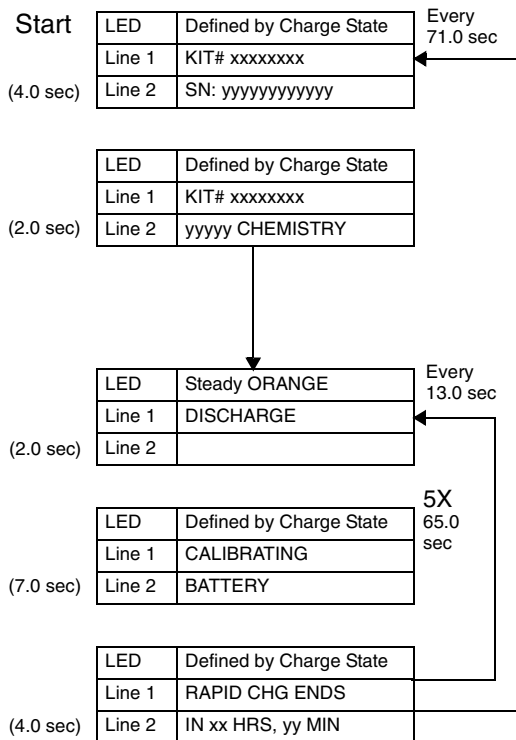 Start
Every
71.0 sec
LED Defined by Charge State
Line 1 KIT# xxxxxxxx
(4.0 sec) Line 2 SN: yyyyyyyyyyyy
LED Defined by Charge State
Line 1 KIT# xxxxxxxx
(2.0 sec) Line 2 yyyyy CHEMISTRY
Every
13.0 sec
LED Steady ORANGE
Line 1 DISCHARGE
(2.0 sec) Line 2
5X
65.0
sec
LED Defined by Charge State
Line 1 CALIBRATING
(7.0 sec) Line 2 BATTERY
LED Defined by Charge State
Line 1 RAPID CHG ENDS
(4.0 sec) Line 2 IN xx HRS, yy MIN